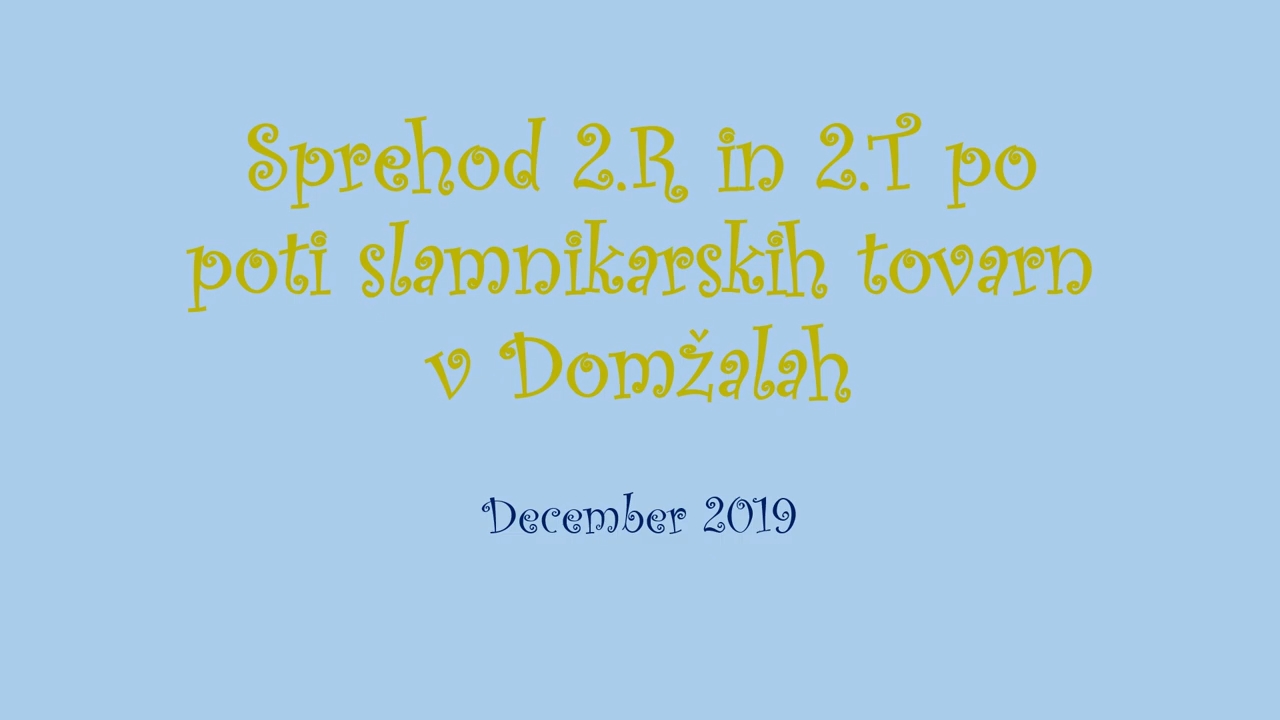 Sprehod 2.R in 2.T po
poti slamnikarskih tovarn
v Domžalah
December 2019